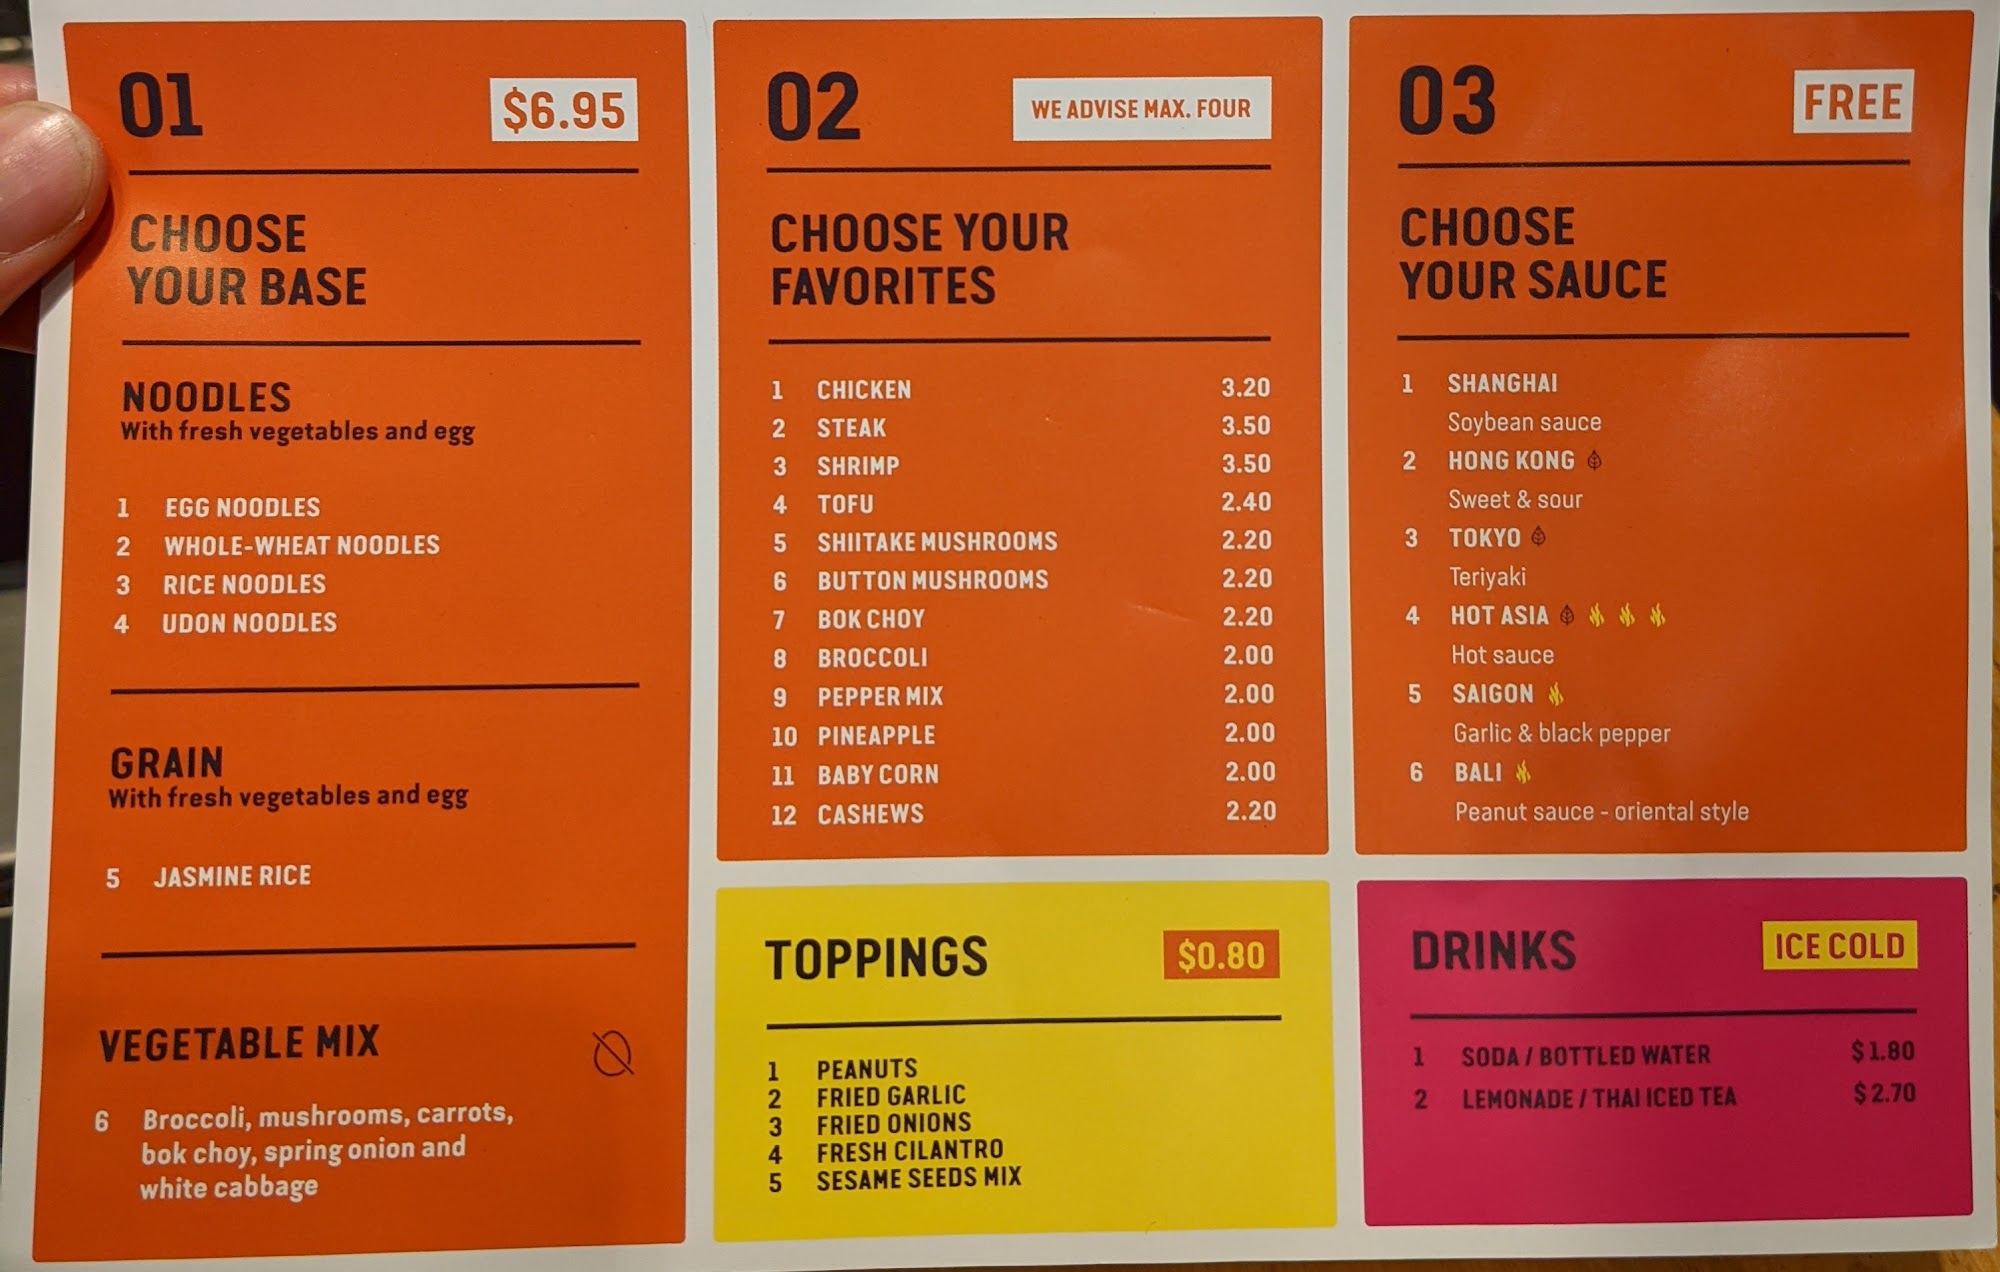 01
$6.95
CHOOSE
YOUR BASE
NOODLES
With fresh vegetables and egg
1 EGG NOODLES
2 WHOLE-WHEAT NOODLES
3 RICE NOODLES
4 UDON NOODLES
GRAIN
With fresh vegetables and egg
5 JASMINE RICE
VEGETABLE MIX
6 Broccoli, mushrooms, carrots,
bok choy, spring onion and
white cabbage
02
WE ADVISE MAX. FOUR
CHOOSE YOUR
FAVORITES
1 CHICKEN 3.20
2 STEAK 3.50
3 SHRIMP 3.50
4 TOFU 2.40
5 SHIITAKE MUSHROOMS 2.20
6 BUTTON MUSHROOMS 2.20
7 BOK CHOY 2.20
8 BROCCOLI 2.00
9 PEPPER MIX 2.00
10 PINEAPPLE 2.00
11 BABY CORN 2.00
12 CASHEWS 2.20
TOPPINGS
$0.80
1 PEANUTS
2 FRIED GARLIC
3 FRIED ONIONS
4 FRESH CILANTRO
5 SESAME SEEDS MIX
03
FREE
CHOOSE
YOUR SAUCE
1 SHANGHAI
Soybean sauce
2 HONG KONG
Sweet & sour
3 TOKYO
Teriyaki
4 HOT ASIA
Hot sauce
5 SAIGON
Garlic & black pepper
6 BALI
Peanut sauce - oriental style
DRINKS
ICE COLD
1 SODA / BOTTLED WATER $1.80
2 LEMONADE / THAI ICED TEA $2.70